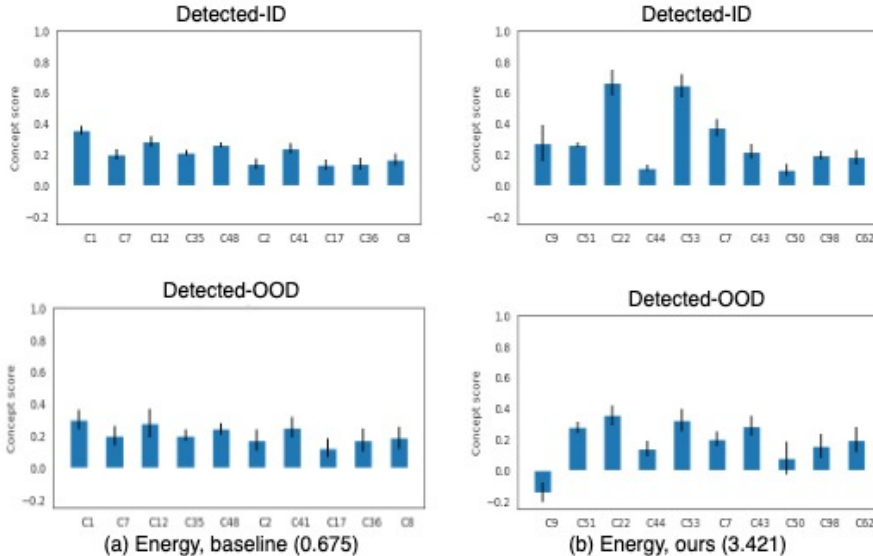 Detected-ID
1.0
0.8
0.6
0.4
0.2
0.0
−0.2
Concept score
C1 C7 C12 C35 C48 C2 C41 C17 C36 C8
Detected-OOD
1.0
0.8
0.6
0.4
0.2
0.0
−0.2
Concept score
C1 C7 C12 C35 C48 C2 C41 C17 C36 C8
(a) Energy, baseline (0.675)
Detected-ID
1.0
0.8
0.6
0.4
0.2
0.0
−0.2
Concept score
C9 C51 C22 C44 C53 C7 C43 C50 C98 C62
Detected-OOD
1.0
0.8
0.6
0.4
0.2
0.0
−0.2
Concept score
C9 C51 C22 C44 C53 C7 C43 C50 C98 C62
(b) Energy, ours (3.421)